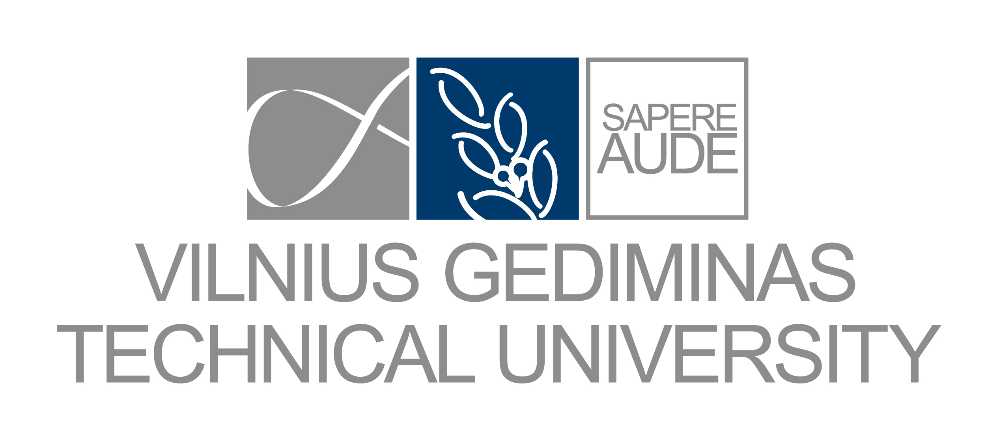 SAPERE
AUDE
VILNIUS GEDIMINAS
TECHNICAL UNIVERSITY